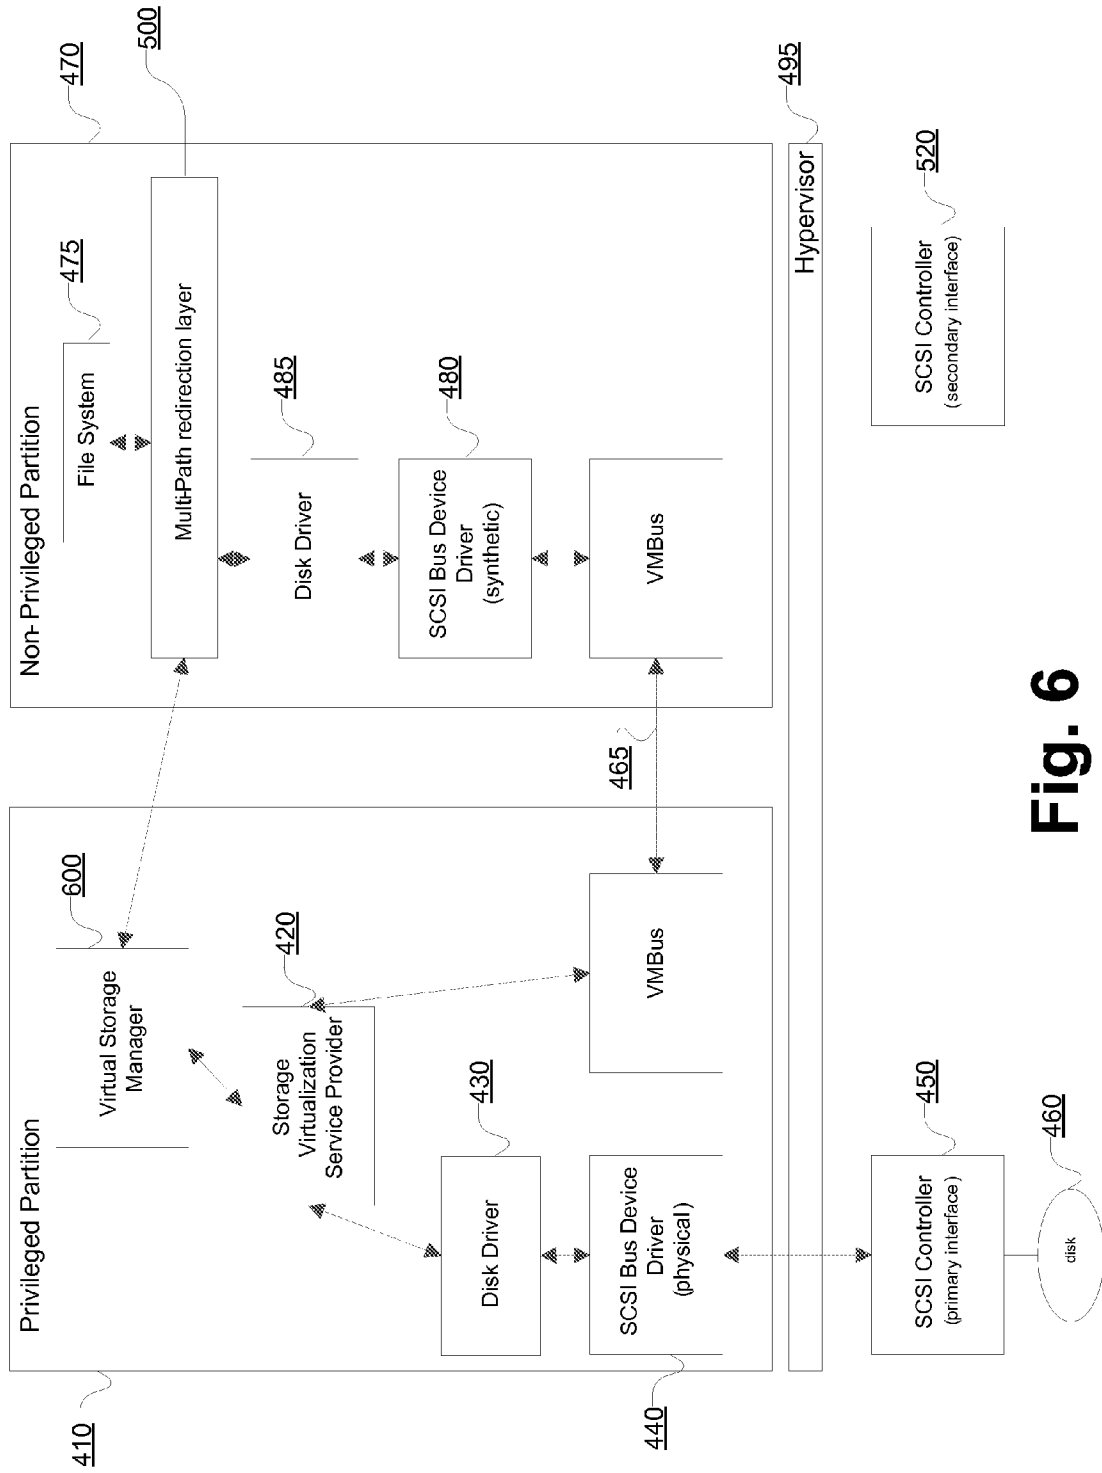 Privileged Partition
Non-Privileged Partition
410
470
Virtual Storage
Manager
600
File System
475
Multi-Path redirection layer
500
Storage
Virtualization
Service Provider
420
Disk Driver
485
Disk Driver
430
SCSI Bus Device
Driver
(synthetic)
480
SCSI Bus Device
Driver
(physical)
440
VMBus
465
VMBus
Hypervisor
495
SCSI Controller
(primary interface)
450
SCSI Controller
(secondary interface)
520
disk
460
Fig. 6